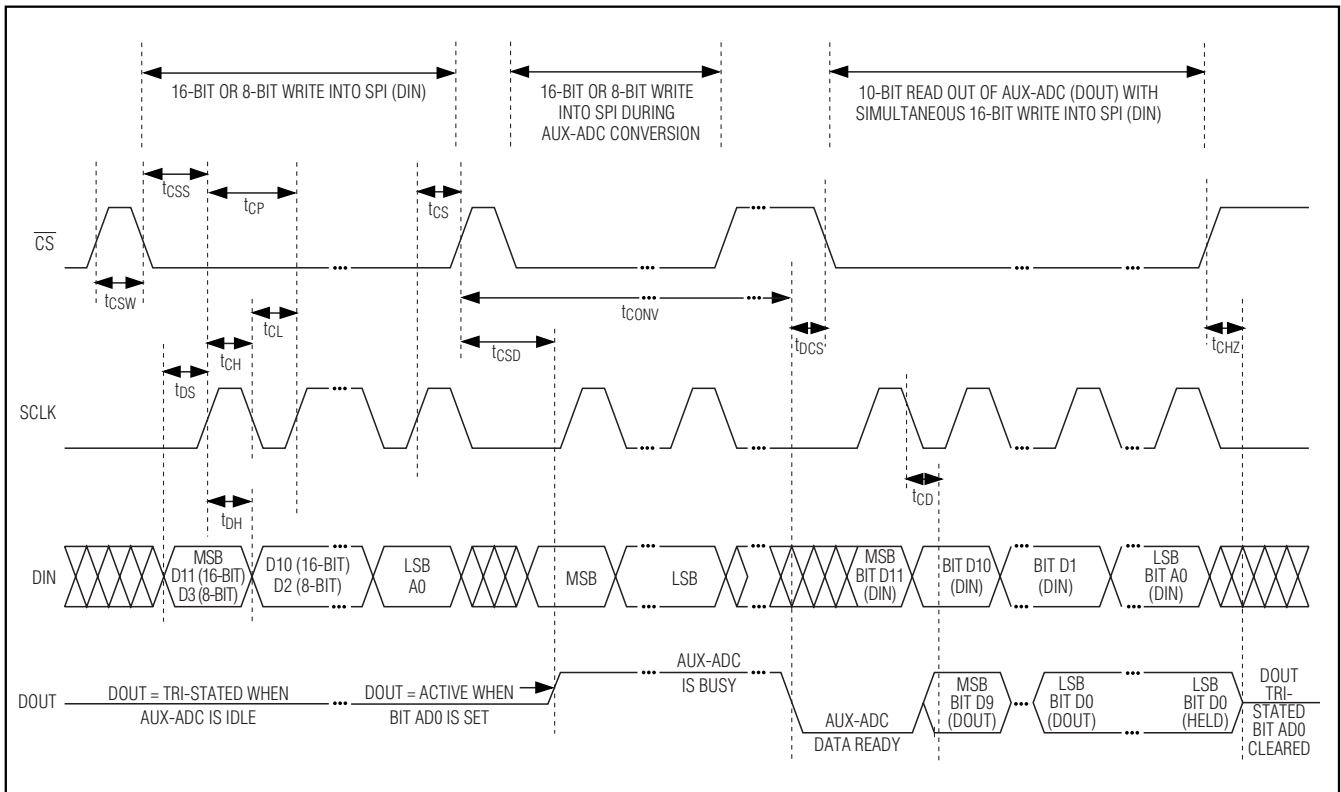 16-BIT OR 8-BIT WRITE INTO SPI (DIN)
16-BIT OR 8-BIT WRITE
INTO SPI DURING
AUX-ADC CONVERSION
10-BIT READ OUT OF AUX-ADC (DOUT) WITH
SIMULTANEOUS 16-BIT WRITE INTO SPI (DIN)
tCSS
tCP
tCS
CS
tCSW
tCONV
tCL
tCSD
tDCS
tCHZ
tCH
tDS
SCLK
tCD
tDH
DIN
MSB
D11 (16-BIT)
D3 (8-BIT)
D10 (16-BIT)
D2 (8-BIT)
LSB
A0
MSB
LSB
MSB
BIT D11
(DIN)
BIT D10
(DIN)
BIT D1
(DIN)
LSB
BIT A0
(DIN)
DOUT
DOUT = TRI-STATED WHEN
AUX-ADC IS IDLE
DOUT = ACTIVE WHEN
BIT AD0 IS SET
AUX-ADC
IS BUSY
AUX-ADC
DATA READY
MSB
BIT D9
(DOUT)
LSB
BIT D0
(DOUT)
LSB
BIT D0
(HELD)
DOUT
TRI-
STATED
BIT AD0
CLEARED